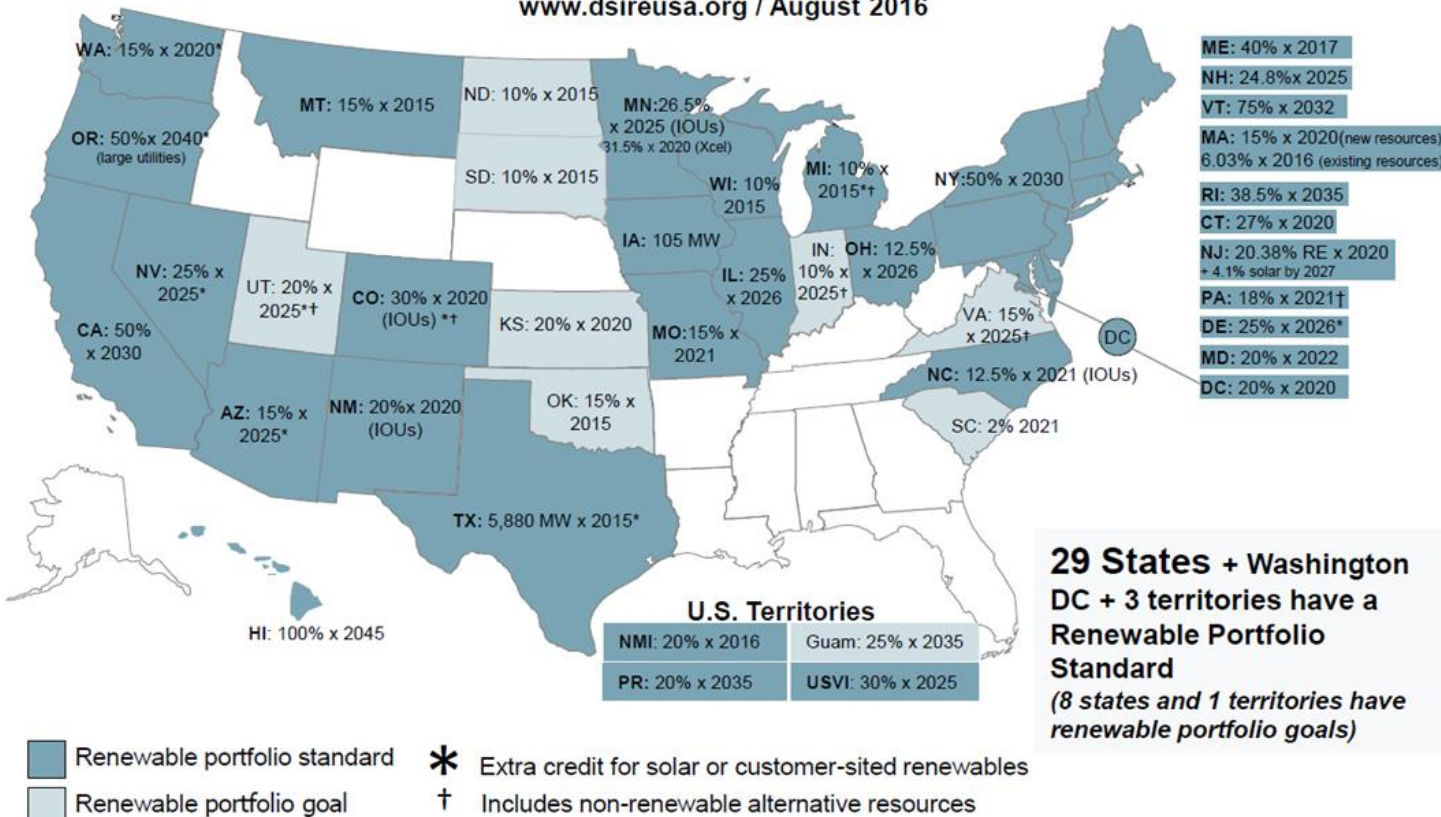 www.dsireusa.org / August 2016
WA: 15% x 2020*
OR: 50%x 2040*
(large utilities)
CA: 50%
x 2030
MT: 15% x 2015
NV: 25% x
2025*
UT: 20% x
2025*†
AZ: 15% x
2025*
ND: 10% x 2015
SD: 10% x 2015
CO: 30% x 2020
(IOUs) *†
NM: 20%x 2020
(IOUs)
KS: 20% x 2020
OK: 15% x
2015
TX: 5,880 MW x 2015*
MN:26.5%
x 2025 (IOUs)
31.5% x 2020 (Xcel)
WI: 10%
2015
IA: 105 MW
IL: 25%
x 2026
MO:15% x
2021
MI: 10% x
2015*†
IN:
10% x
2025†
OH: 12.5%
x 2026
NY:50% x 2030
VA: 15%
x 2025†
NC: 12.5% x 2021 (IOUs)
SC: 2% 2021
DC
HI: 100% x 2045
ME: 40% x 2017
NH: 24.8%x 2025
VT: 75% x 2032
MA: 15% x 2020(new resources)
6.03% x 2016 (existing resources)
RI: 38.5% x 2035
CT: 27% x 2020
NJ: 20.38% RE x 2020
+ 4.1% solar by 2027
PA: 18% x 2021†
DE: 25% x 2026*
MD: 20% x 2022
DC: 20% x 2020
U.S. Territories
NMI: 20% x 2016
Guam: 25% x 2035
PR: 20% x 2035
USVI: 30% x 2025
29 States + Washington
DC + 3 territories have a
Renewable Portfolio
Standard
(8 states and 1 territories have
renewable portfolio goals)
Renewable portfolio standard
Renewable portfolio goal
* Extra credit for solar or customer-sited renewables
† Includes non-renewable alternative resources